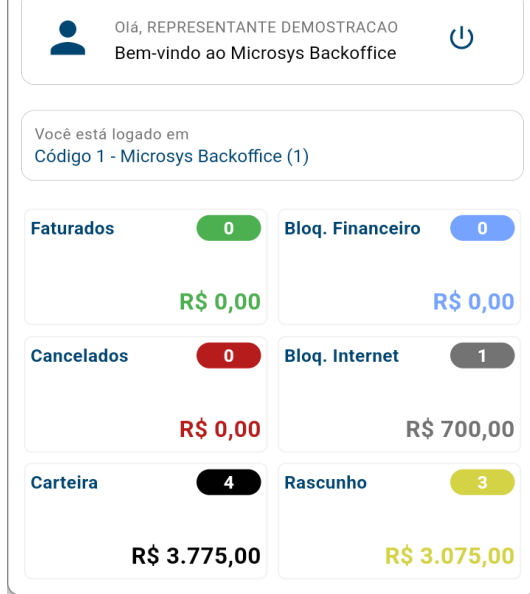 Olá, REPRESENTANTE DEMOSTRACAO
Bem-vindo ao Microsys Backoffice
Você está logado em
Código 1 - Microsys Backoffice (1)
Faturados 0
R$ 0,00
Bloq. Financeiro 0
R$ 0,00
Cancelados 0
R$ 0,00
Bloq. Internet 1
R$ 700,00
Carteira 4
R$ 3.775,00
Rascunho 3
R$ 3.075,00